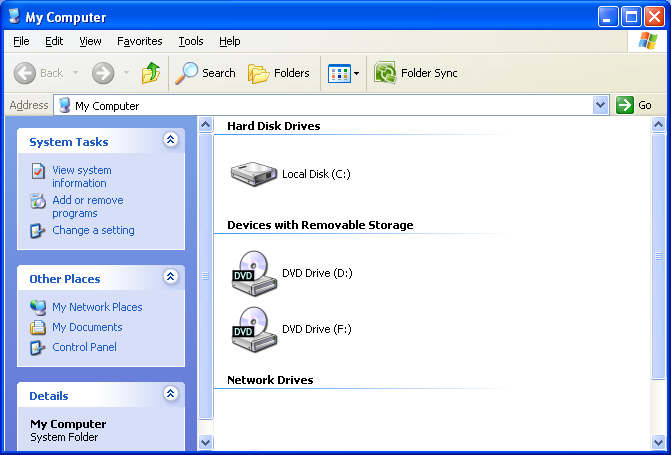 My Computer
File Edit View Favorites Tools Help
Back Search Folders Folder Sync
Address My Computer Go
System Tasks
View system
information
Add or remove
programs
Change a setting
Other Places
My Network Places
My Documents
Control Panel
Details
My Computer
System Folder
Hard Disk Drives
Local Disk (C:)
Devices with Removable Storage
DVD DVD Drive (D:)
DVD DVD Drive (F:)
Network Drives